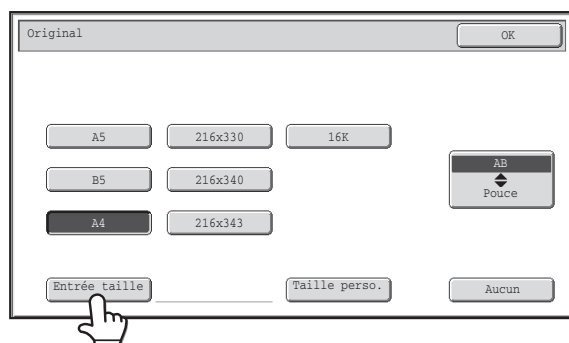 Original
OK
A5
216x330
16K
B5
216x340
AB
Pouce
A4
216x343
Entrée taille
Taille perso.
Aucun